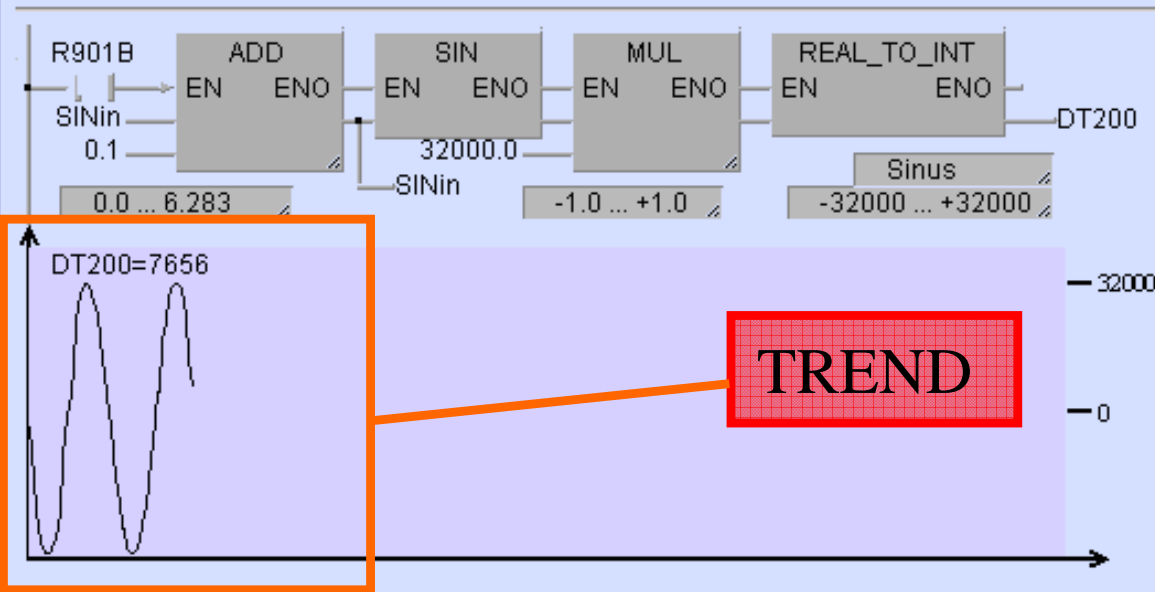 R901B ADD SIN MUL REAL_TO_INT
EN ENO EN ENO EN ENO EN ENO
SINin DT200
0.1 32000.0
SINin Sinus
0.0 ... 6.283 -1.0 ... +1.0 -32000 ... +32000
DT200=7656
32000
TREND
0